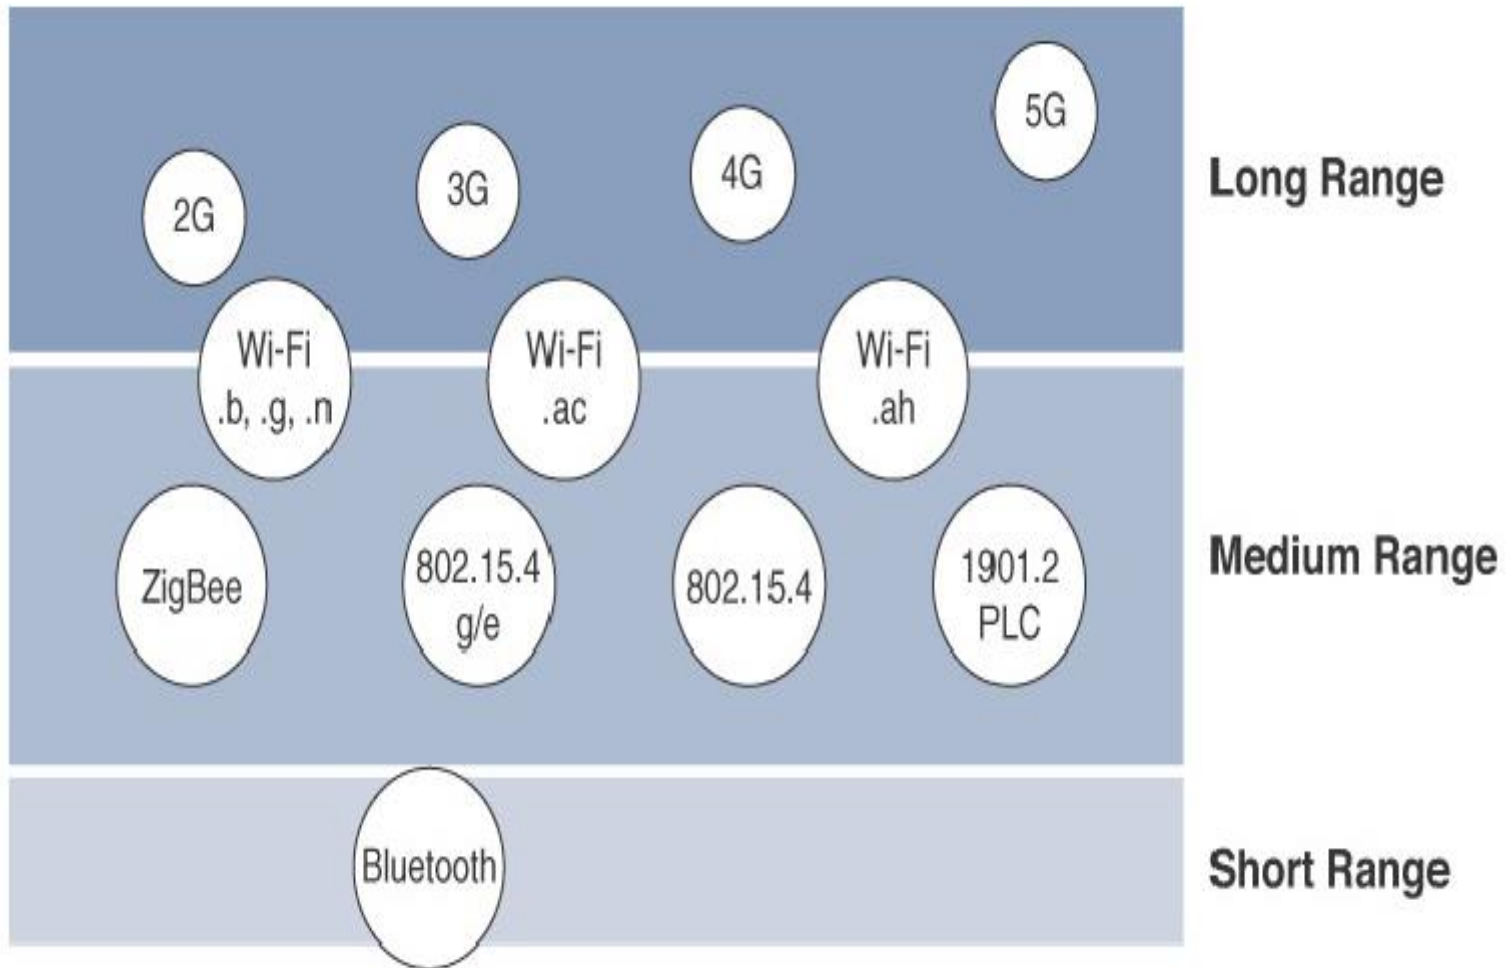 5G
4G
3G
2G
Long Range
Wi-Fi
.b, .g, .n
Wi-Fi
.ac
Wi-Fi
.ah
ZigBee
802.15.4
g/e
802.15.4
1901.2
PLC
Medium Range
Bluetooth
Short Range